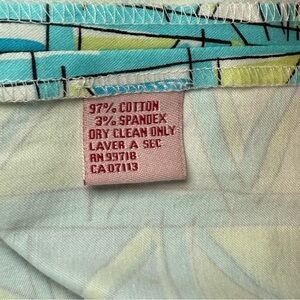 97% COTTON
3% SPANDEX
DRY CLEAN ONLY
LAVER A SEC
RN 99718
CA 07113